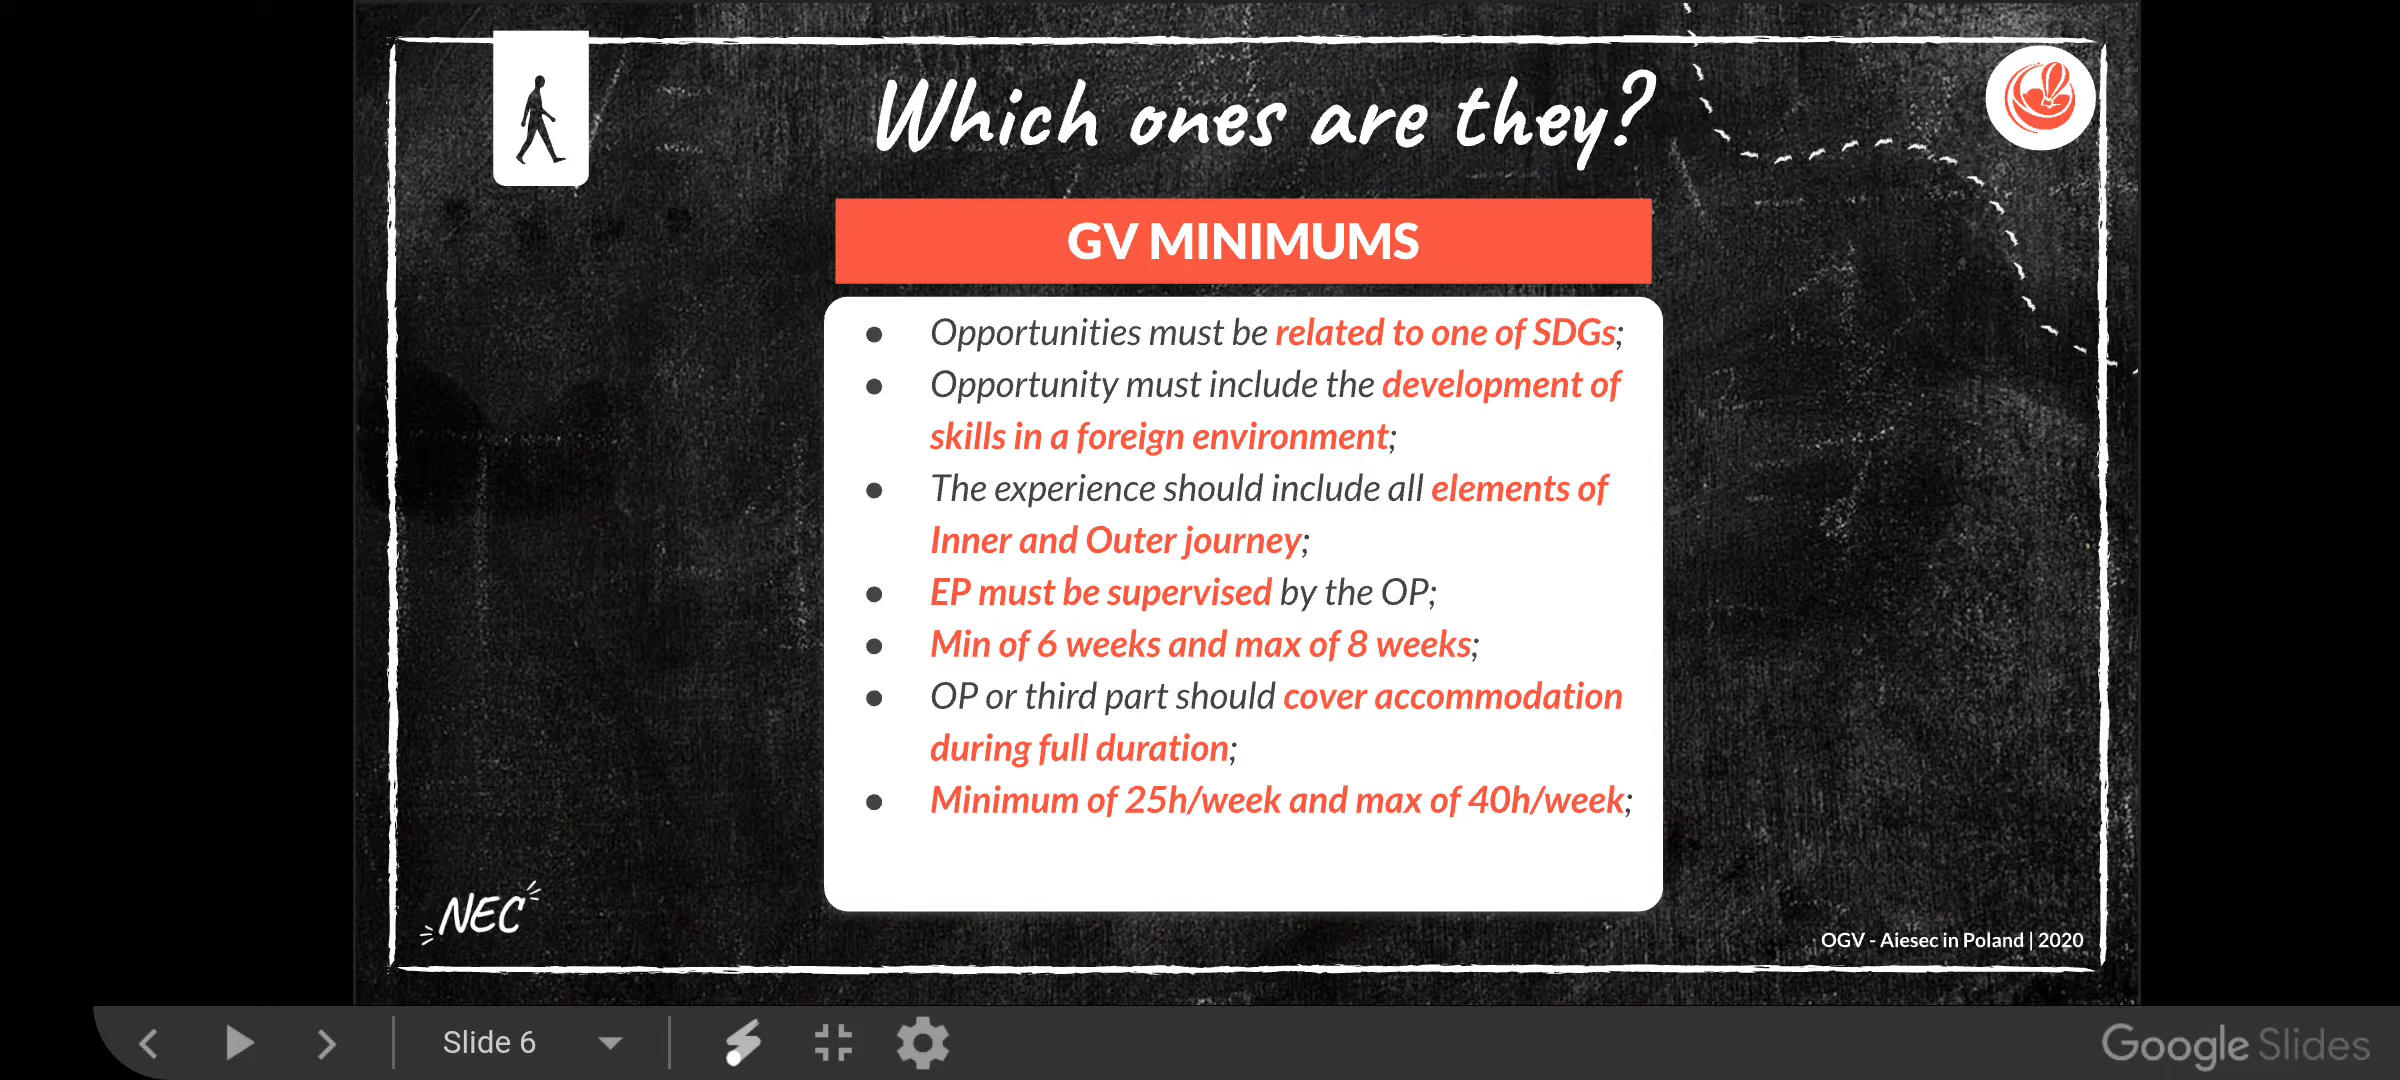 Which ones are they?
GV MINIMUMS
● Opportunities must be related to one of SDGs;
● Opportunity must include the development of
skills in a foreign environment;
● The experience should include all elements of
Inner and Outer journey;
● EP must be supervised by the OP;
● Min of 6 weeks and max of 8 weeks;
● OP or third part should cover accommodation
during full duration;
● Minimum of 25h/week and max of 40h/week;
NEC
OGV - Aiesec in Poland | 2020
Slide 6
Google Slides